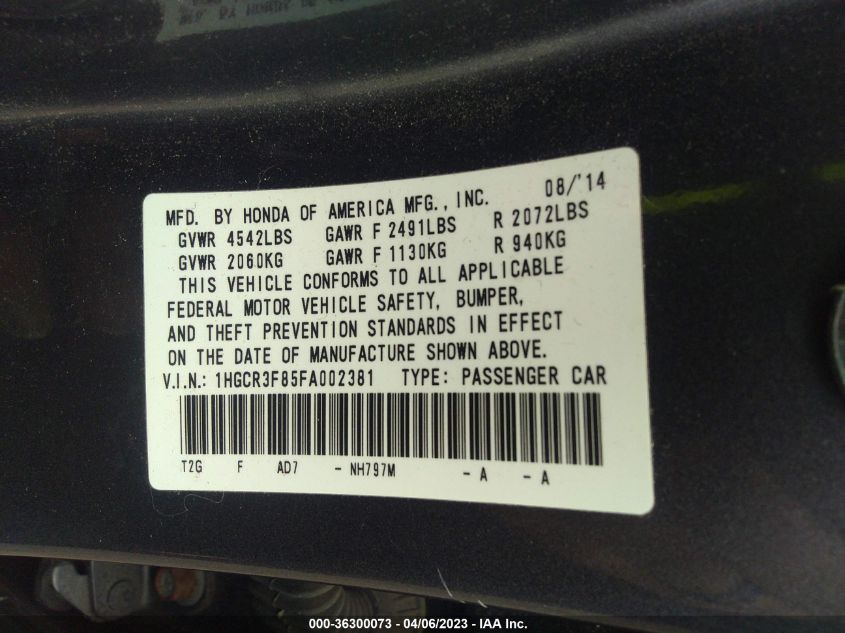 MFD. BY HONDA OF AMERICA MFG., INC. 08/'14
GVWR 4542LBS GAWR F 2491LBS R 2072LBS
GVWR 2060KG GAWR F 1130KG R 940KG
THIS VEHICLE CONFORMS TO ALL APPLICABLE
FEDERAL MOTOR VEHICLE SAFETY, BUMPER,
AND THEFT PREVENTION STANDARDS IN EFFECT
ON THE DATE OF MANUFACTURE SHOWN ABOVE.
V.I.N.: 1HGCR3F85FA002381 TYPE: PASSENGER CAR
T2G F AD7 - NH797M - A - A
000-36300073 - 04/06/2023 - IAA Inc.